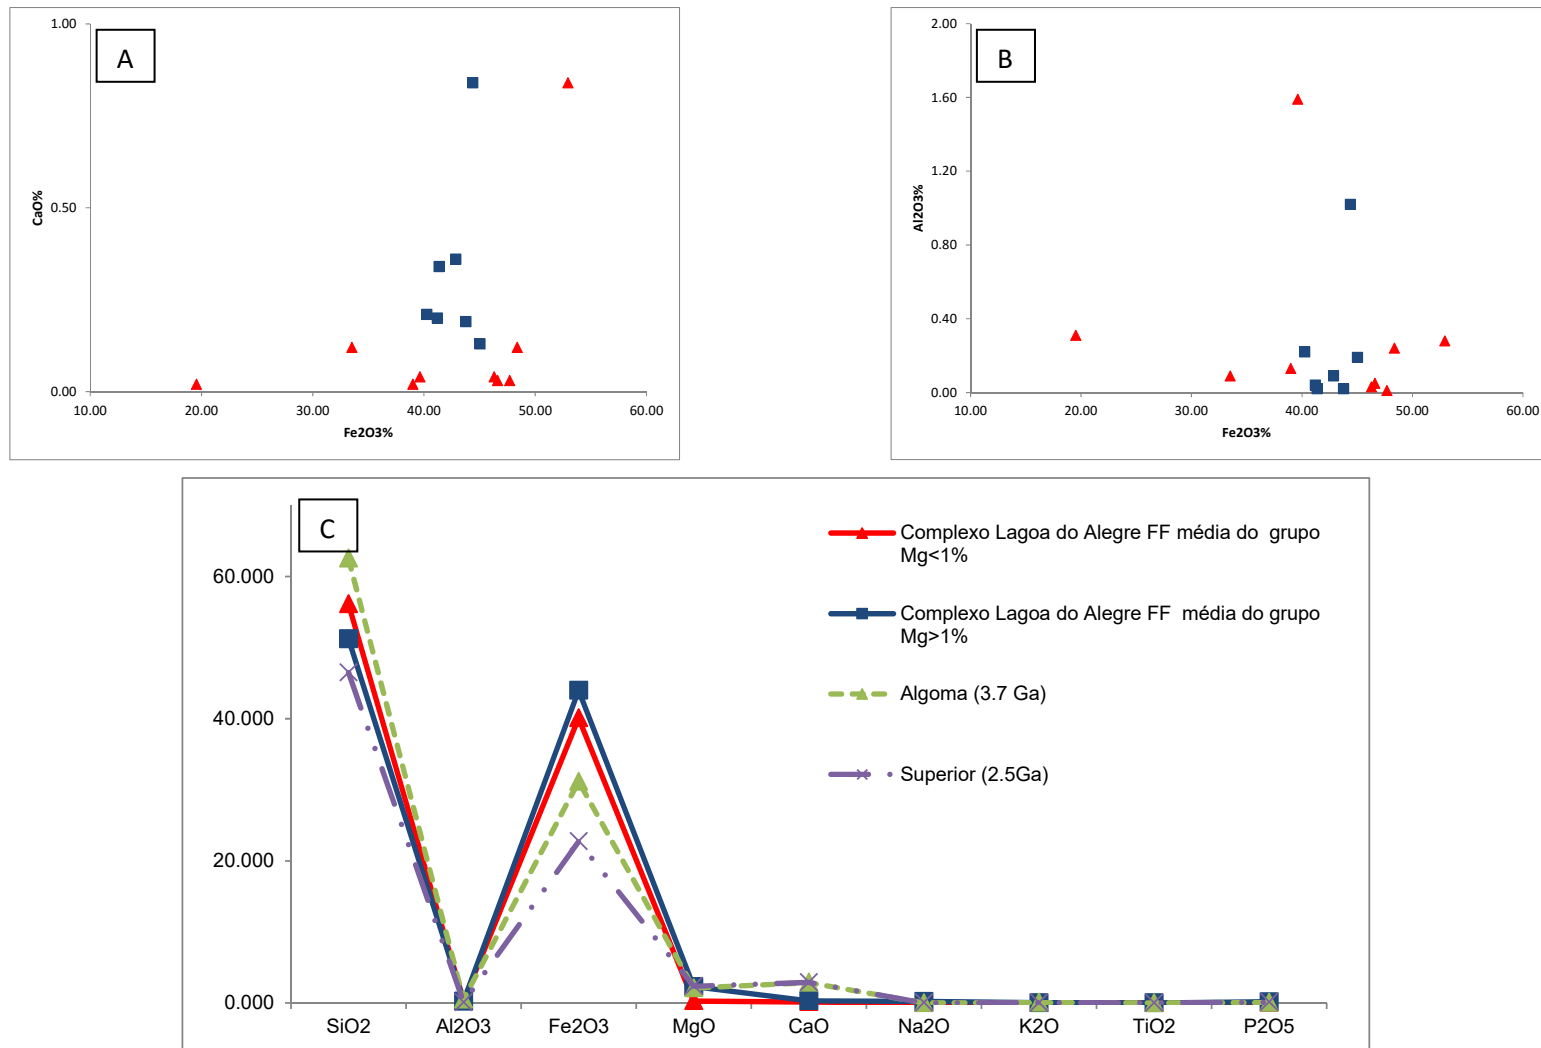 A
1.00
0.50
0.00
CaO%
10.00 20.00 30.00 40.00 50.00 60.00
Fe2O3%
B
2.00
1.60
1.20
0.80
0.40
0.00
Al2O3%
10.00 20.00 30.00 40.00 50.00 60.00
Fe2O3%
C
60.000
40.000
20.000
0.000
SiO2 Al2O3 Fe2O3 MgO CaO Na2O K2O TiO2 P2O5
Complexo Lagoa do Alegre FF média do grupo
Mg<1%
Complexo Lagoa do Alegre FF média do grupo
Mg>1%
Algoma (3.7 Ga)
Superior (2.5Ga)